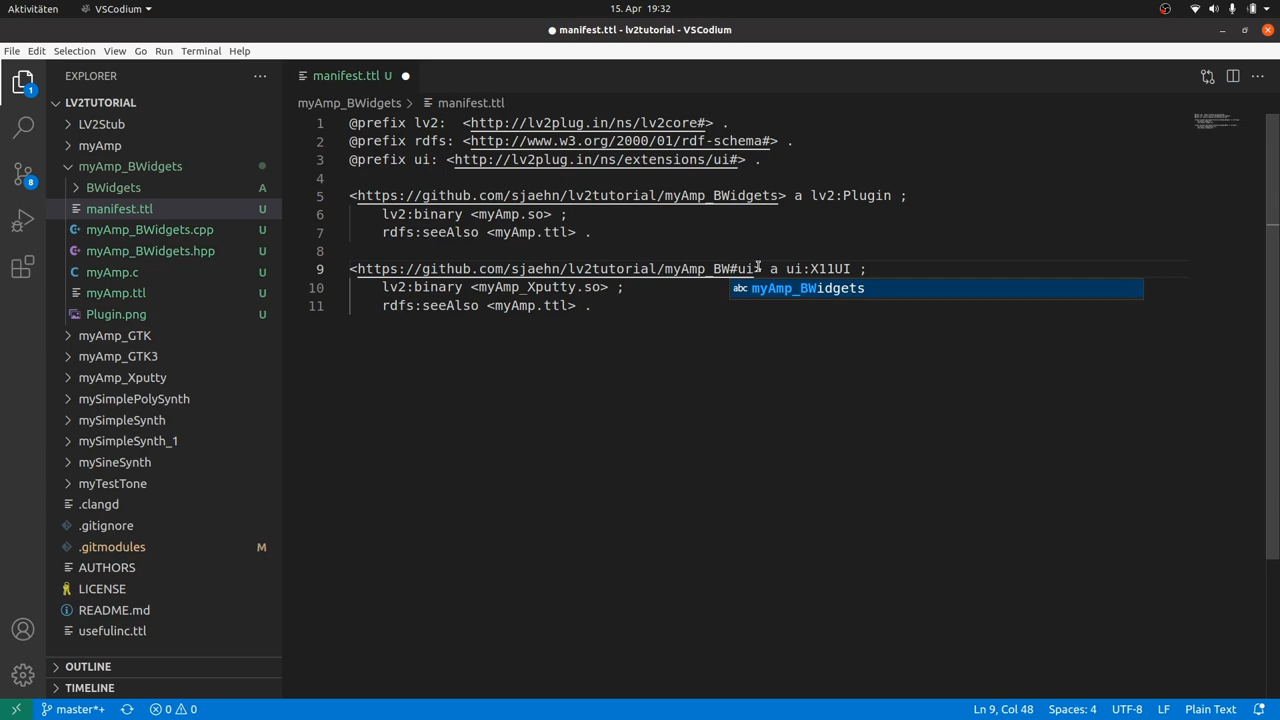 Aktivitäten
VSCodium
15. Apr 19:32
● manifest.ttl - lv2tutorial - VSCodium
File Edit Selection View Go Run Terminal Help
EXPLORER
manifest.ttl U
LV2TUTORIAL
myAmp_BWidgets > manifest.ttl
LV2Stub
myAmp
myAmp_BWidgets
BWidgets A
manifest.ttl U
myAmp_BWidgets.cpp U
myAmp_BWidgets.hpp U
myAmp.c U
myAmp.ttl U
Plugin.png U
myAmp_GTK
myAmp_GTK3
myAmp_Xputty
mySimplePolySynth
mySimpleSynth
mySimpleSynth_1
mySineSynth
myTestTone
.clangd
.gitignore
.gitmodules M
AUTHORS
LICENSE
README.md
usefulinc.ttl
OUTLINE
TIMELINE
1
8
1 @prefix lv2:  <http://lv2plug.in/ns/lv2core#> .
2 @prefix rdfs: <http://www.w3.org/2000/01/rdf-schema#> .
3 @prefix ui: <http://lv2plug.in/ns/extensions/ui#> .
4
5 <https://github.com/sjaehn/lv2tutorial/myAmp_BWidgets> a lv2:Plugin ;
6     lv2:binary <myAmp.so> ;
7     rdfs:seeAlso <myAmp.ttl> .
8
9 <https://github.com/sjaehn/lv2tutorial/myAmp_BW#ui> a ui:X11UI ;
10     lv2:binary <myAmp_Xputty.so> ;
abc myAmp_BWidgets
11     rdfs:seeAlso <myAmp.ttl> .
master*+ 0 0
Ln 9, Col 48 Spaces: 4 UTF-8 LF Plain Text